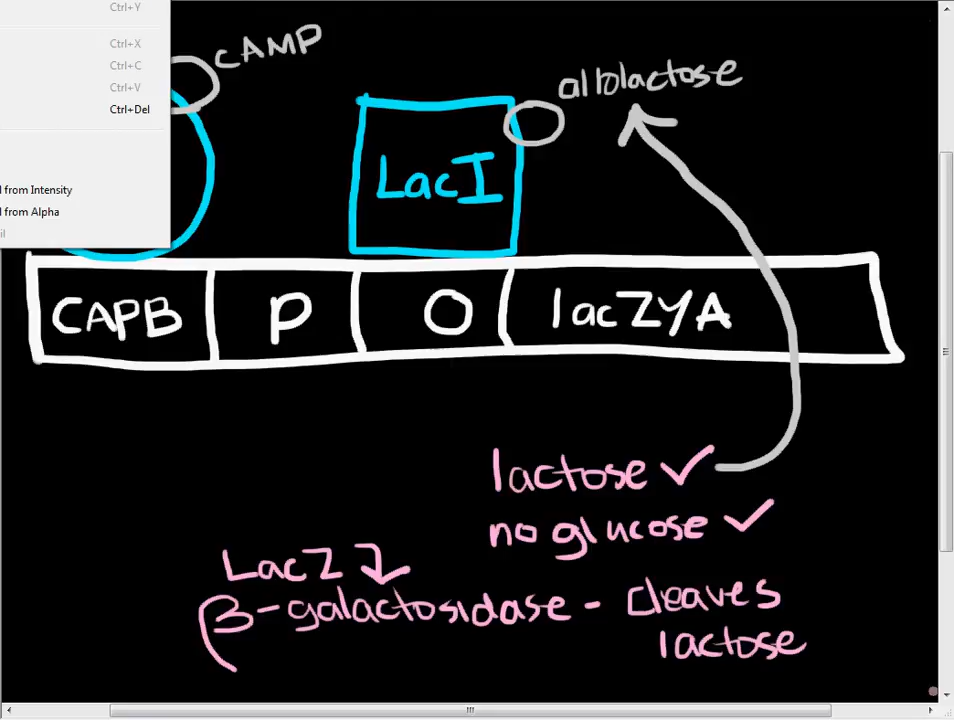 Ctrl+Y
Ctrl+X
Ctrl+C
Ctrl+V
Ctrl+Del
from Intensity
from Alpha
cAMP
allolactose
LacI
CAPB P O lacZYA
lactose ✓
no glucose ✓
LacZ
β-galactosidase - cleaves
lactose